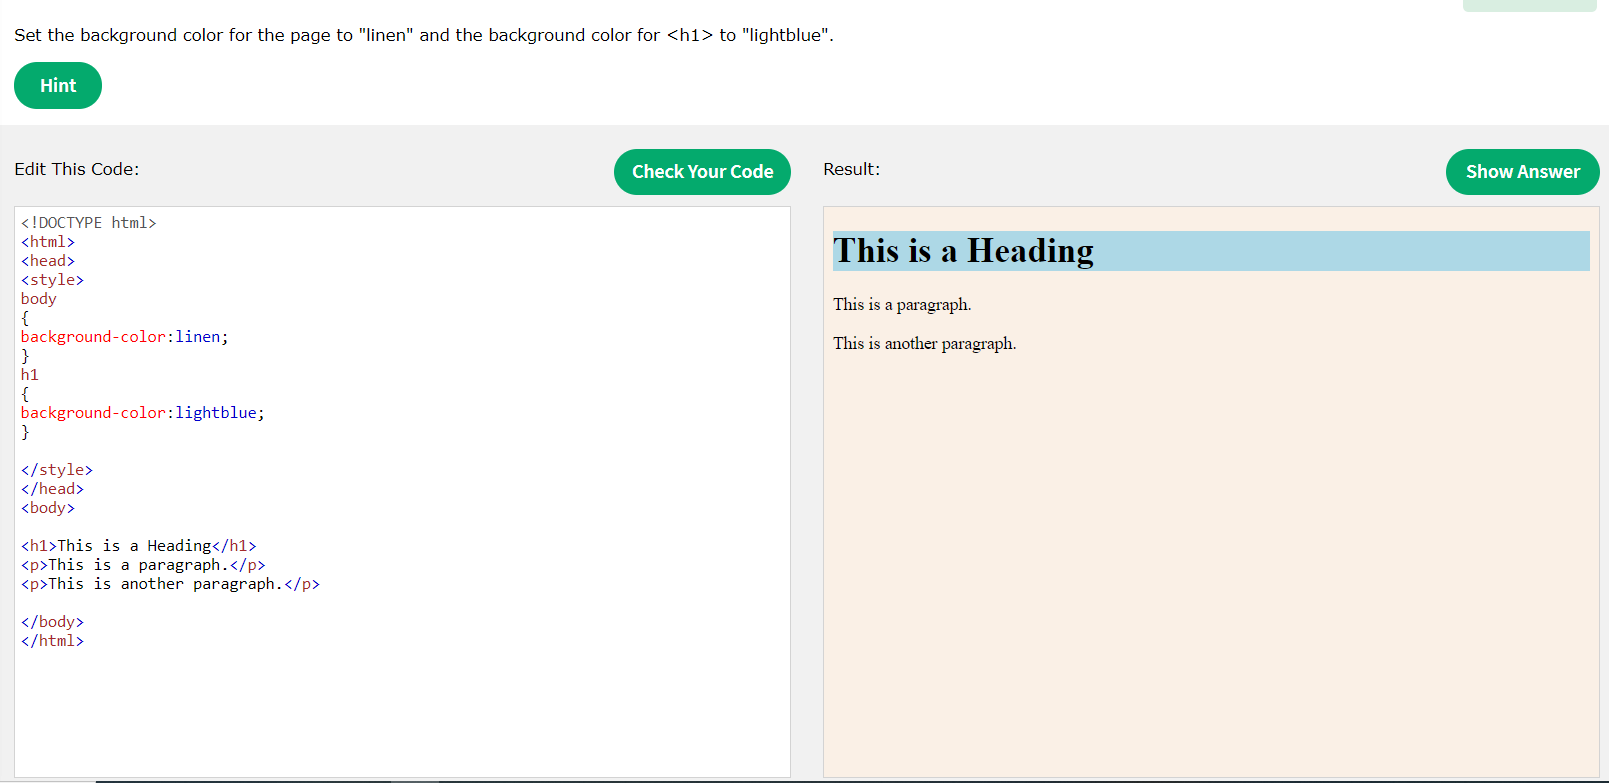 Set the background color for the page to "linen" and the background color for <h1> to "lightblue".
Hint
Edit This Code:
Check Your Code
<!DOCTYPE html>
<html>
<head>
<style>
body
{
background-color:linen;
}
h1
{
background-color:lightblue;
}
</style>
</head>
<body>
<h1>This is a Heading</h1>
<p>This is a paragraph.</p>
<p>This is another paragraph.</p>
</body>
</html>
Result:
Show Answer
This is a Heading
This is a paragraph.
This is another paragraph.